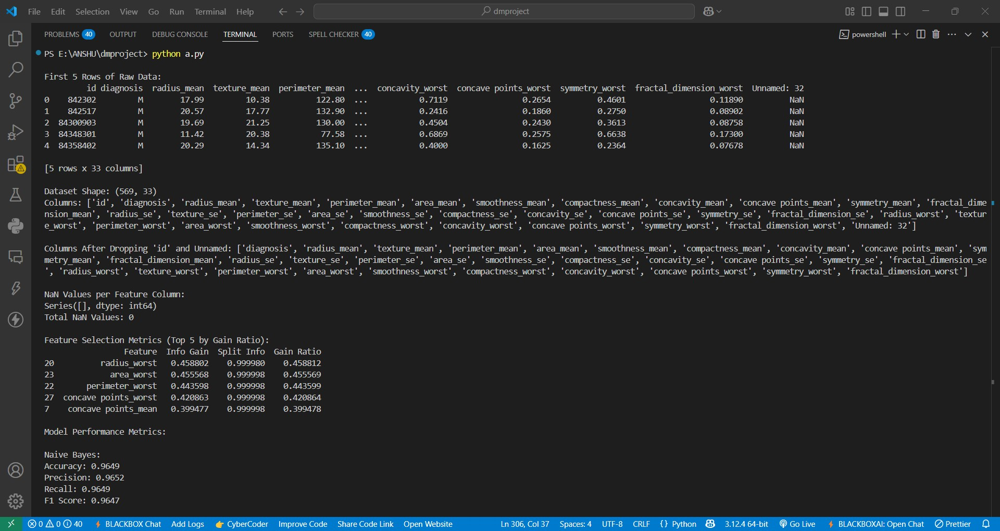 File Edit Selection View Go Run Terminal Help dmproject
PROBLEMS 40 OUTPUT DEBUG CONSOLE TERMINAL PORTS SPELL CHECKER 40 powershell
PS E:\ANSHU\dmproject> python a.py
First 5 Rows of Raw Data:
id diagnosis radius_mean texture_mean perimeter_mean ... concavity_worst concave points_worst symmetry_worst fractal_dimension_worst Unnamed: 32
0 842302 M 17.99 10.38 122.80 ... 0.7119 0.2654 0.4601 0.11890 NaN
1 842517 M 20.57 17.77 132.90 ... 0.2416 0.1860 0.2750 0.08902 NaN
2 84300903 M 19.69 21.25 130.00 ... 0.4504 0.2430 0.3613 0.08758 NaN
3 84348301 M 11.42 20.38 77.58 ... 0.6869 0.2575 0.6638 0.17300 NaN
4 84358402 M 20.29 14.34 135.10 ... 0.4000 0.1625 0.2364 0.07678 NaN
[5 rows x 33 columns]
Dataset Shape: (569, 33)
Columns: ['id', 'diagnosis', 'radius_mean', 'texture_mean', 'perimeter_mean', 'area_mean', 'smoothness_mean', 'compactness_mean', 'concavity_mean', 'concave points_mean', 'symmetry_mean', 'fractal_dime
nsion_mean', 'radius_se', 'texture_se', 'perimeter_se', 'area_se', 'smoothness_se', 'compactness_se', 'concavity_se', 'concave points_se', 'symmetry_se', 'fractal_dimension_se', 'radius_worst', 'textur
e_worst', 'perimeter_worst', 'area_worst', 'smoothness_worst', 'compactness_worst', 'concavity_worst', 'concave points_worst', 'symmetry_worst', 'fractal_dimension_worst', 'Unnamed: 32']
Columns After Dropping 'id' and Unnamed: ['diagnosis', 'radius_mean', 'texture_mean', 'perimeter_mean', 'area_mean', 'smoothness_mean', 'compactness_mean', 'concavity_mean', 'concave points_mean', 'sym
metry_mean', 'fractal_dimension_mean', 'radius_se', 'texture_se', 'perimeter_se', 'area_se', 'smoothness_se', 'compactness_se', 'concavity_se', 'concave points_se', 'symmetry_se', 'fractal_dimension_se
', 'radius_worst', 'texture_worst', 'perimeter_worst', 'area_worst', 'smoothness_worst', 'compactness_worst', 'concavity_worst', 'concave points_worst', 'symmetry_worst', 'fractal_dimension_worst']
NaN Values per Feature Column:
Series([], dtype: int64)
Total NaN Values: 0
Feature Selection Metrics (Top 5 by Gain Ratio):
Feature Info Gain Split Info Gain Ratio
20 radius_worst 0.458802 0.999980 0.458812
23 area_worst 0.455568 0.999998 0.455569
22 perimeter_worst 0.443598 0.999998 0.443599
27 concave points_worst 0.420863 0.999998 0.420864
7 concave points_mean 0.399477 0.999998 0.399478
Model Performance Metrics:
Naive Bayes:
Accuracy: 0.9649
Precision: 0.9652
Recall: 0.9649
F1 Score: 0.9647
0 0 40 BLACKBOX Chat Add Logs CyberCoder Improve Code Share Code Link Open Website Ln 306, Col 37 Spaces: 4 UTF-8 CRLF {} Python 3.12.4 64-bit Go Live BLACKBOXAI: Open Chat Prettier